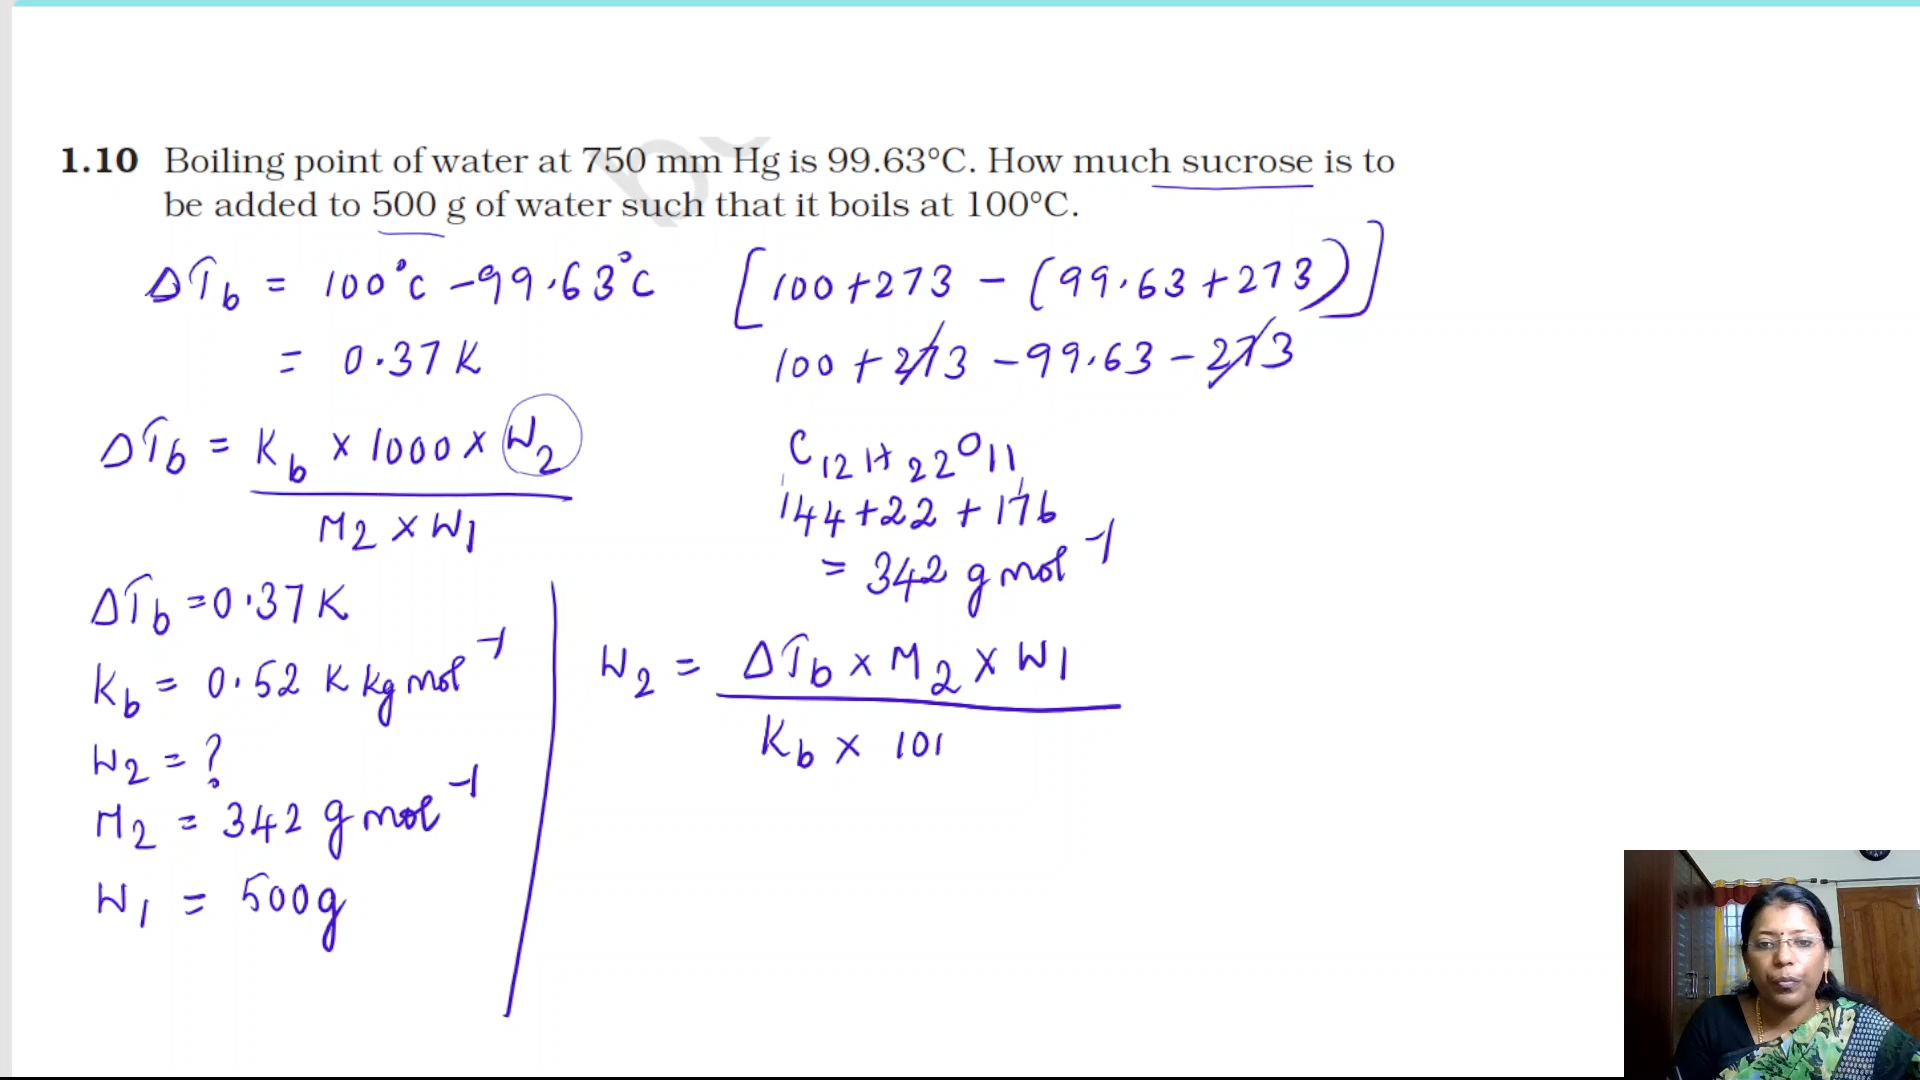 1.10 Boiling point of water at 750 mm Hg is 99.63°C. How much sucrose is to
be added to 500 g of water such that it boils at 100°C.
ΔTb = 100°C - 99.63°C [100+273 - (99.63+273)]
= 0.37 K 100 + 273 - 99.63 - 273
ΔTb = Kb × 1000 × W2
M2 × W1
C12H22O11
144+22+176
= 342 g mol⁻¹
ΔTb = 0.37 K
Kb = 0.52 K kg mol⁻¹
W2 = ?
M2 = 342 g mol⁻¹
W1 = 500g
W2 = ΔTb × M2 × W1
Kb × 101